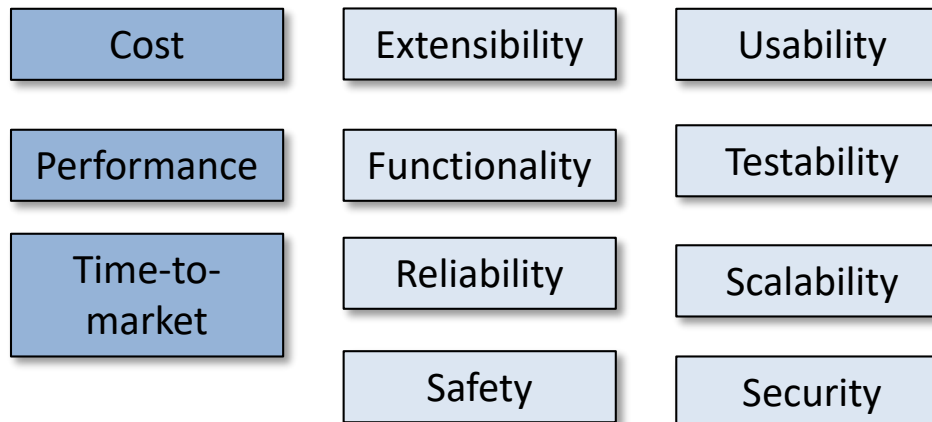 Cost
Extensibility
Usability
Performance
Functionality
Testability
Time-to-
market
Reliability
Scalability
Safety
Security